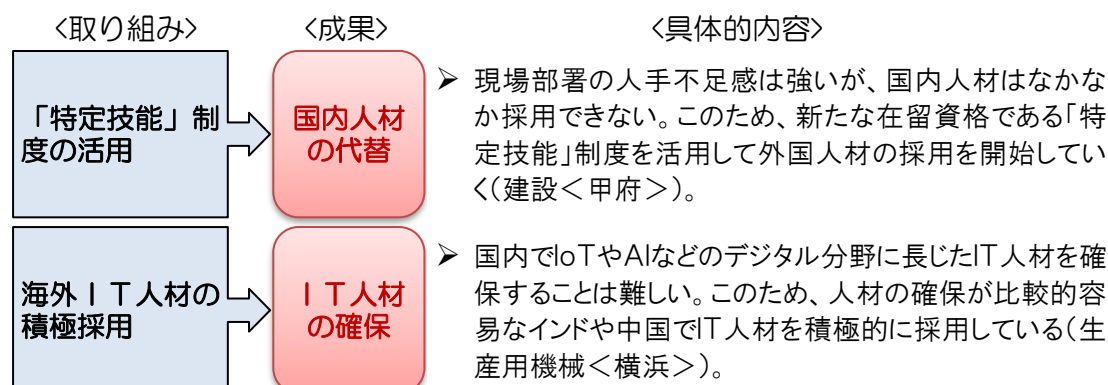 <取り組み>
<成果>
<具体的内容>
「特定技能」制
度の活用
国内人材
の代替
➢ 現場部署の人手不足感は強いが、国内人材はなかな
か採用できない。このため、新たな在留資格である「特
定技能」制度を活用して外国人材の採用を開始してい
く(建設＜甲府＞)。
海外ＩＴ人材の
積極採用
ＩＴ人材
の確保
➢ 国内でIoTやAIなどのデジタル分野に長じたIT人材を確
保することは難しい。このため、人材の確保が比較的容
易なインドや中国でIT人材を積極的に採用している(生
産用機械＜横浜＞)。